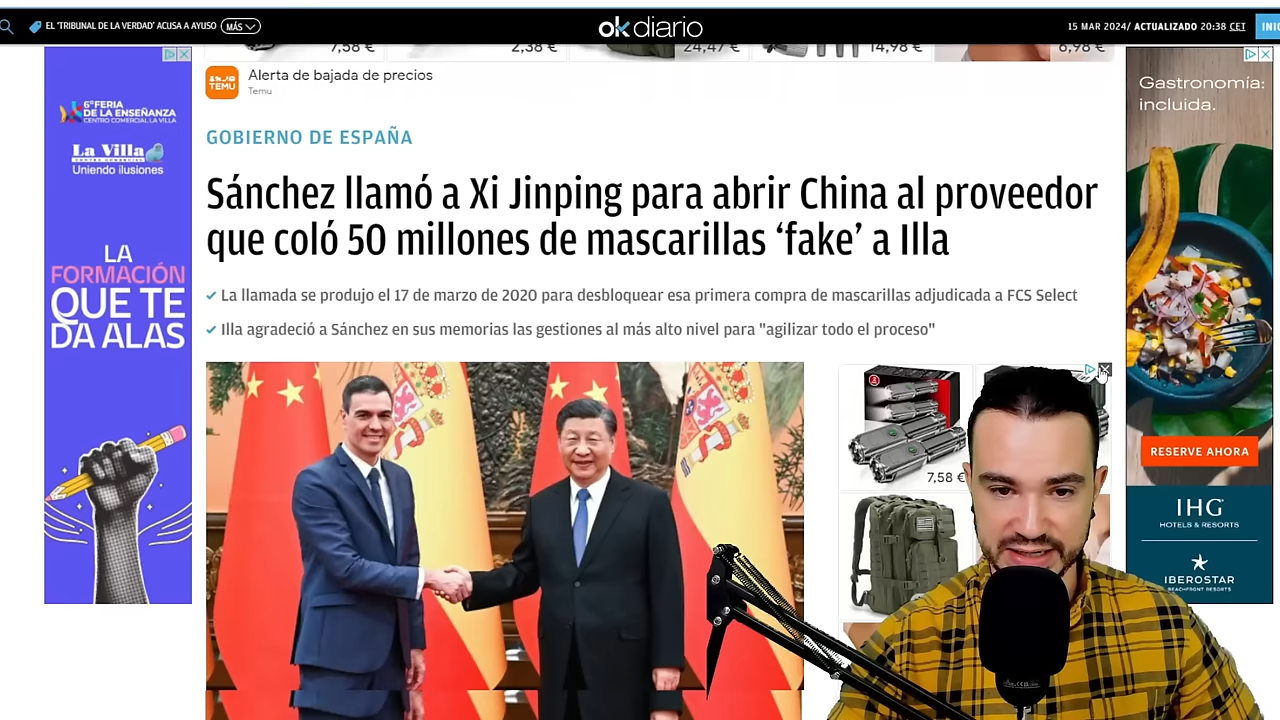 EL 'TRIBUNAL DE LA VERDAD' ACUSA A AYUSO
MÁS
okdiario
15 MAR 2024/ ACTUALIZADO 20:38 CET
7,58 €
2,38 €
24,47 €
14,98 €
6,98 €
TEMU
Alerta de bajada de precios
Temu
GOBIERNO DE ESPAÑA
Sánchez llamó a Xi Jinping para abrir China al proveedor
que coló 50 millones de mascarillas ‘fake’ a Illa
La llamada se produjo el 17 de marzo de 2020 para desbloquear esa primera compra de mascarillas adjudicada a FCS Select
Illa agradeció a Sánchez en sus memorias las gestiones al más alto nivel para "agilizar todo el proceso"
6ª FERIA
DE LA ENSEÑANZA
CENTRO COMERCIAL LA VILLA
La Villa
CENTRO COMERCIAL
Uniendo ilusiones
LA
FORMACIÓN
QUE TE
DA ALAS
7,58 €
Gastronomía:
incluida.
RESERVE AHORA
IHG
HOTELS & RESORTS
IBEROSTAR
BEACHFRONT RESORTS